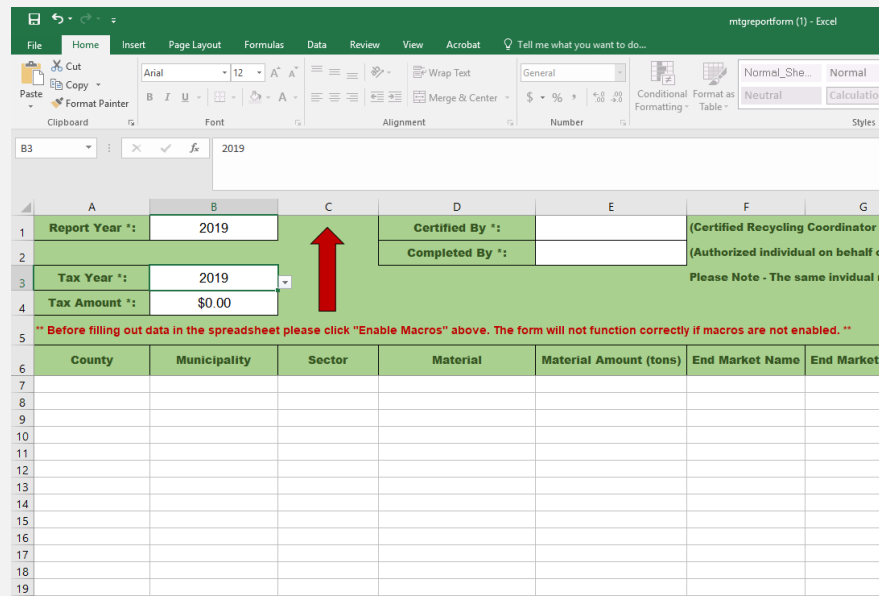 mtgreportform (1) - Excel
File Home Insert Page Layout Formulas Data Review View Acrobat Tell me what you want to do...
Paste
Cut
Copy
Format Painter
Clipboard
Arial 12 A A
B I U A
Font
Wrap Text
Merge & Center
Alignment
General
$ % , .0 .00
Number
Conditional Formatting
Format as Table
Normal_She... Normal
Neutral Calculatio
Styles
B3 fx 2019
A B C D E F G
1 Report Year *: 2019 Certified By *: (Certified Recycling Coordinator
2 Completed By *: (Authorized individual on behalf o
3 Tax Year *: 2019 Please Note - The same invidual
4 Tax Amount *: $0.00
5 ** Before filling out data in the spreadsheet please click "Enable Macros" above. The form will not function correctly if macros are not enabled. **
6 County Municipality Sector Material Material Amount (tons) End Market Name End Market
7
8
9
10
11
12
13
14
15
16
17
18
19